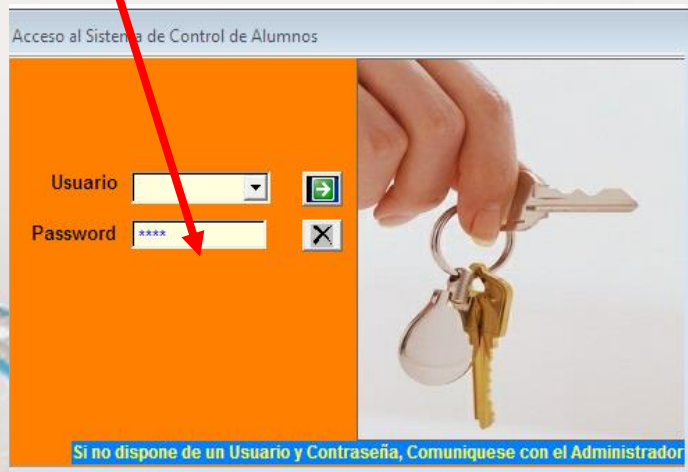 Acceso al Sistema de Control de Alumnos
Usuario
Password ****
Si no dispone de un Usuario y Contraseña, Comuniquese con el Administrador